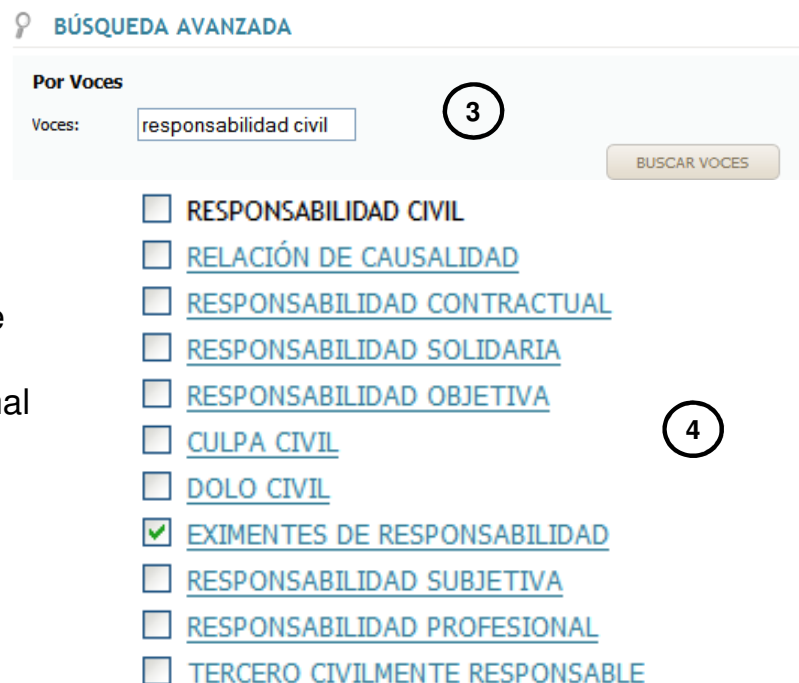 BÚSQUEDA AVANZADA
Por Voces
Voces: responsabilidad civil
3
BUSCAR VOCES
RESPONSABILIDAD CIVIL
RELACIÓN DE CAUSALIDAD
RESPONSABILIDAD CONTRACTUAL
RESPONSABILIDAD SOLIDARIA
RESPONSABILIDAD OBJETIVA
4
CULPA CIVIL
DOLO CIVIL
EXIMENTES DE RESPONSABILIDAD
RESPONSABILIDAD SUBJETIVA
RESPONSABILIDAD PROFESIONAL
TERCERO CIVILMENTE RESPONSABLE